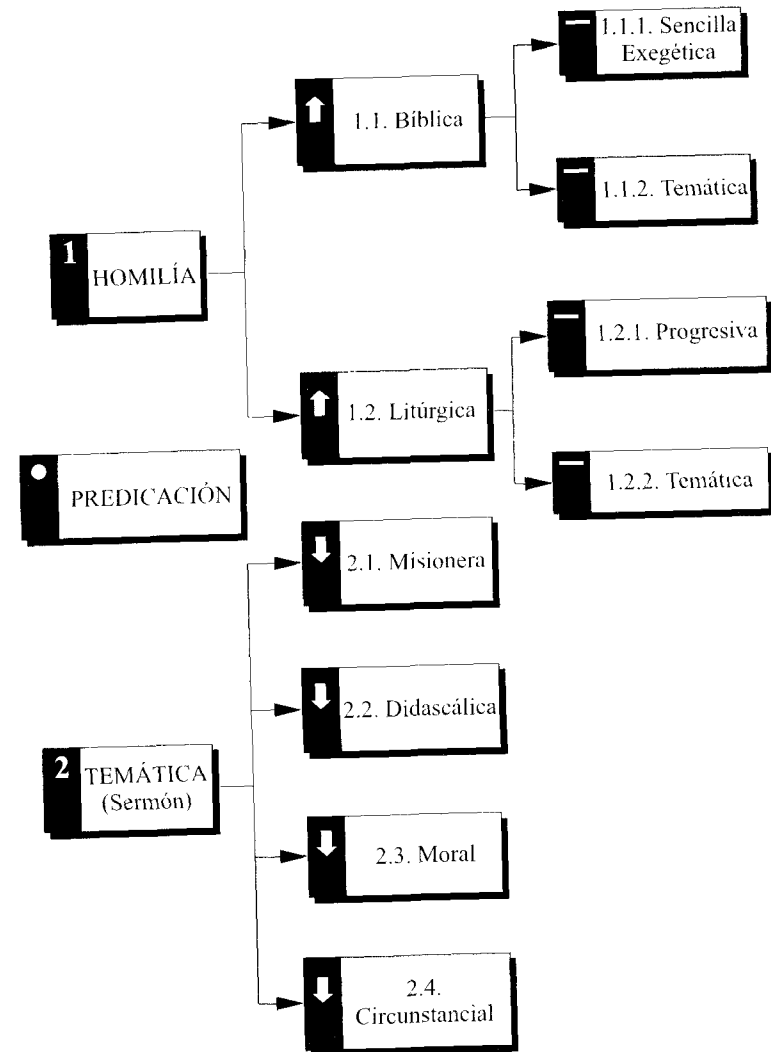 1.1.1. Sencilla
Exegética
1.1. Bíblica
1.1.2. Temática
1
HOMILÍA
1.2.1. Progresiva
1.2. Litúrgica
1.2.2. Temática
PREDICACIÓN
2.1. Misionera
2.2. Didascálica
2
TEMÁTICA
(Sermón)
2.3. Moral
2.4.
Circunstancial